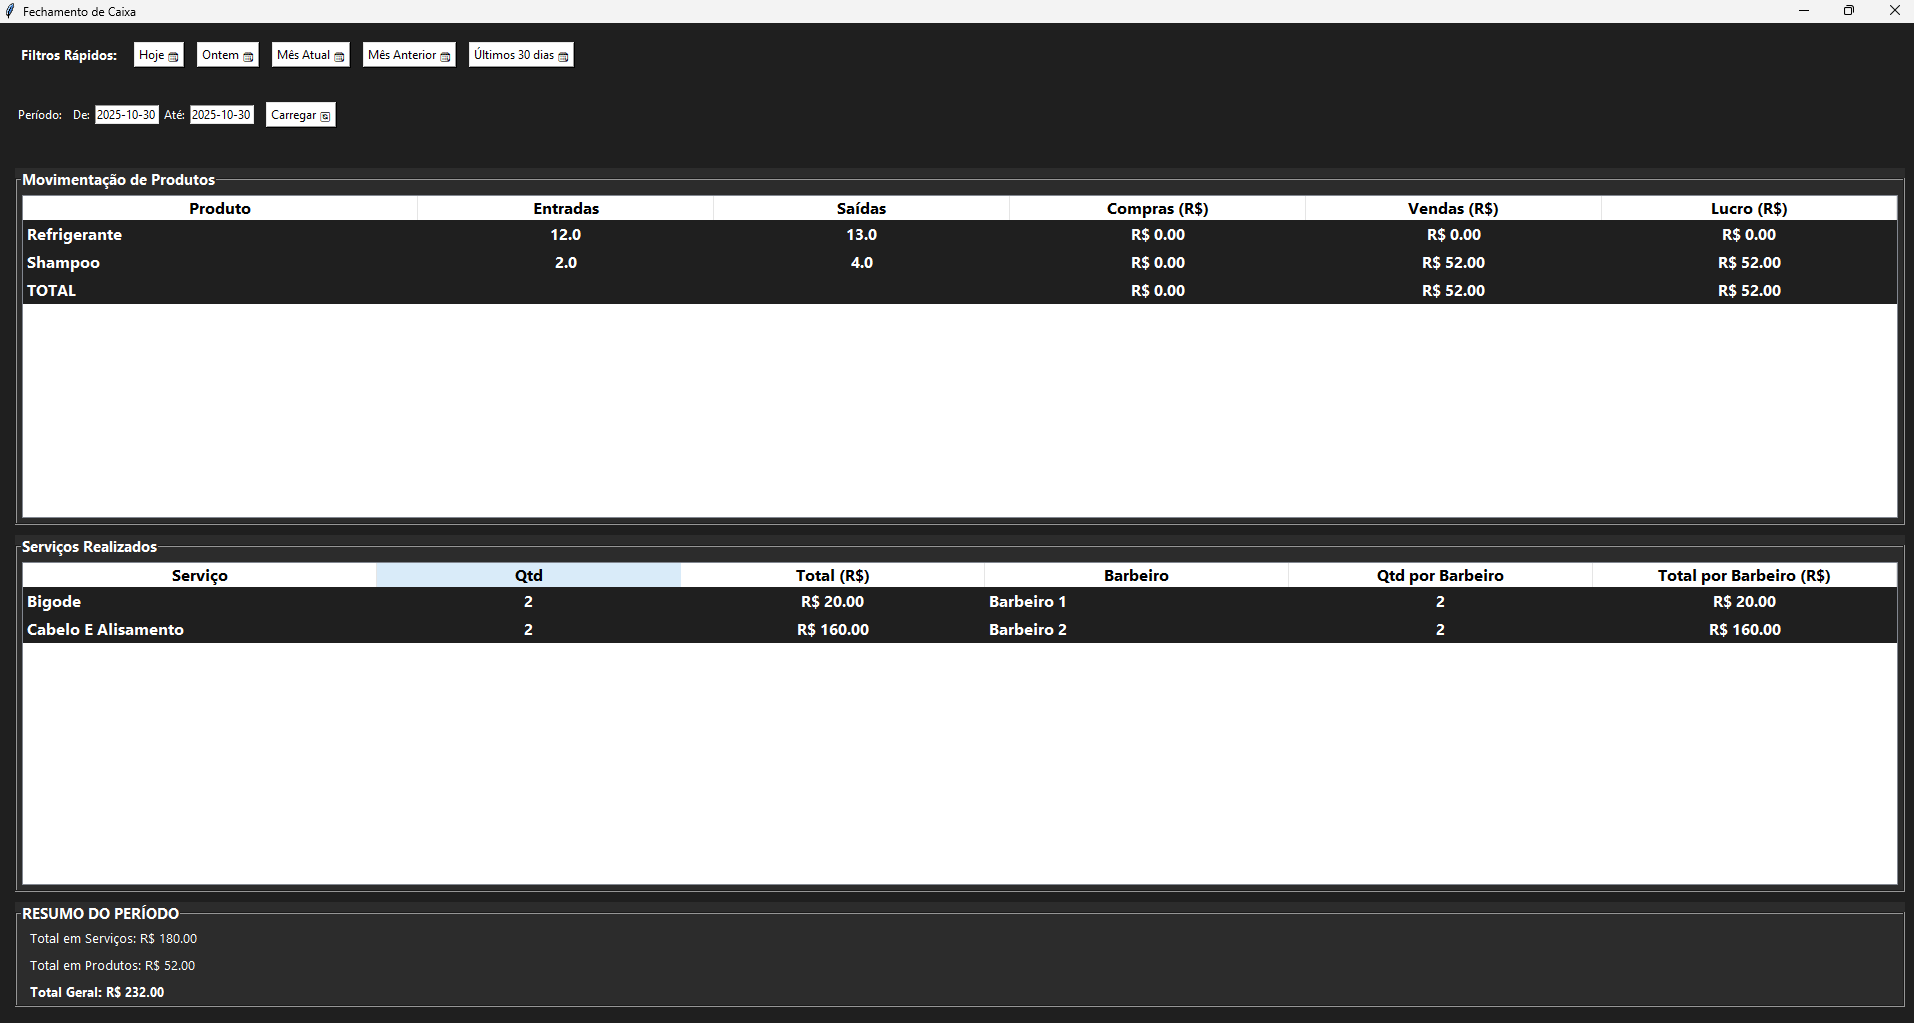 Fechamento de Caixa
Filtros Rápidos: Hoje Ontem Mês Atual Mês Anterior Últimos 30 dias
Período: De: 2025-10-30 Até: 2025-10-30 Carregar
Movimentação de Produtos
Produto Entradas Saídas Compras (R$) Vendas (R$) Lucro (R$)
Refrigerante 12.0 13.0 R$ 0.00 R$ 0.00 R$ 0.00
Shampoo 2.0 4.0 R$ 0.00 R$ 52.00 R$ 52.00
TOTAL R$ 0.00 R$ 52.00 R$ 52.00
Serviços Realizados
Serviço Qtd Total (R$) Barbeiro Qtd por Barbeiro Total por Barbeiro (R$)
Bigode 2 R$ 20.00 Barbeiro 1 2 R$ 20.00
Cabelo E Alisamento 2 R$ 160.00 Barbeiro 2 2 R$ 160.00
RESUMO DO PERÍODO
Total em Serviços: R$ 180.00
Total em Produtos: R$ 52.00
Total Geral: R$ 232.00